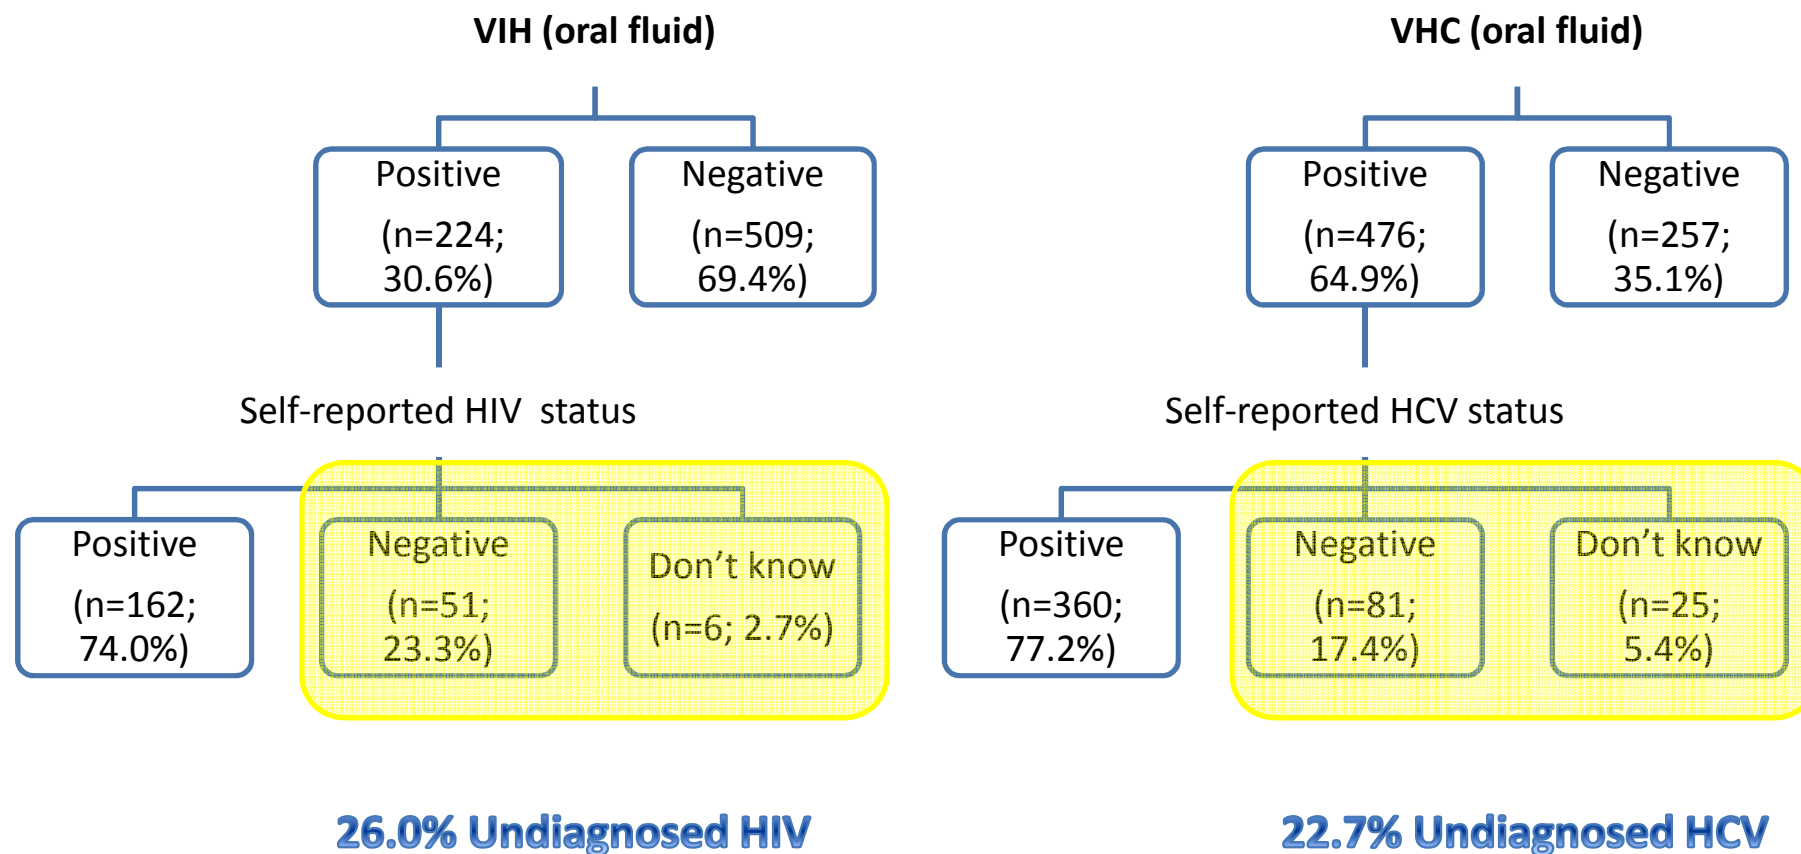 VIH (oral fluid)
Positive
(n=224;
30.6%)
Negative
(n=509;
69.4%)
Self-reported HIV status
Positive
(n=162;
74.0%)
Negative
(n=51;
23.3%)
Don't know
(n=6; 2.7%)
26.0% Undiagnosed HIV
VHC (oral fluid)
Positive
(n=476;
64.9%)
Negative
(n=257;
35.1%)
Self-reported HCV status
Positive
(n=360;
77.2%)
Negative
(n=81;
17.4%)
Don't know
(n=25;
5.4%)
22.7% Undiagnosed HCV